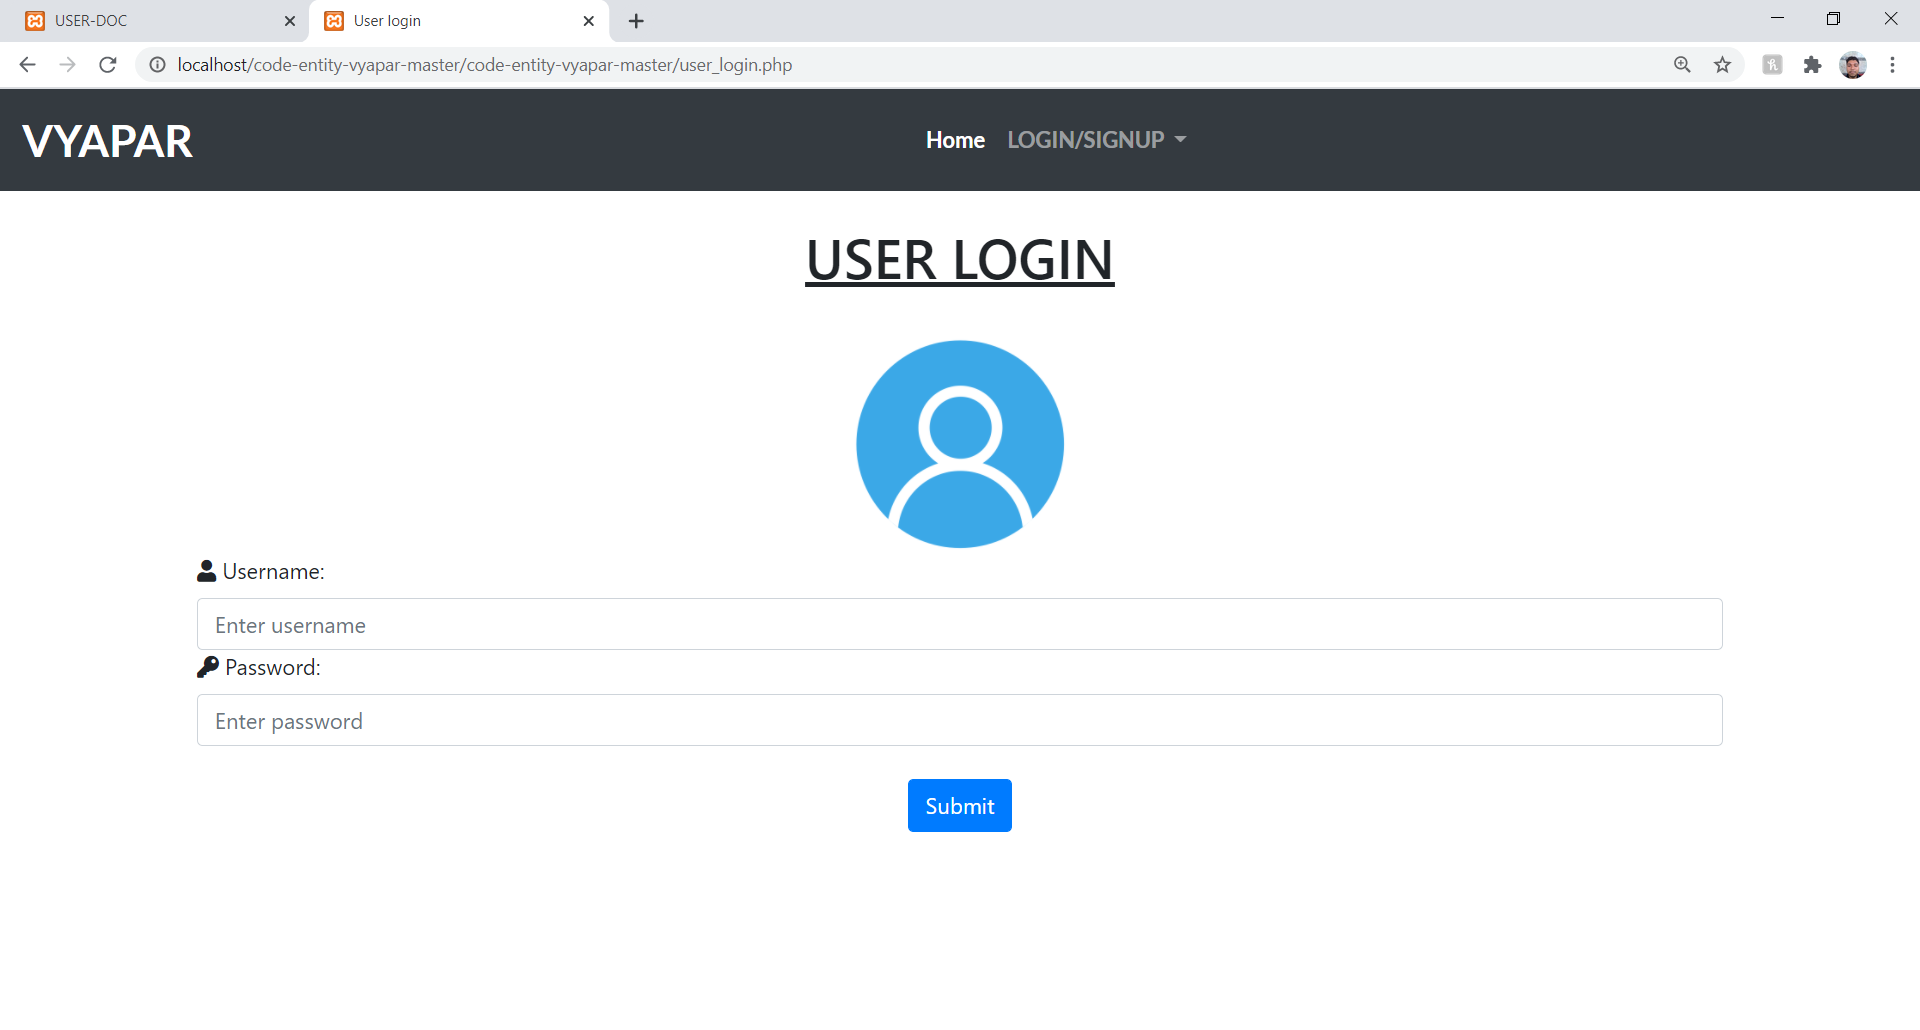 USER-DOC
User login
localhost/code-entity-vyapar-master/code-entity-vyapar-master/user_login.php
VYAPAR
Home
LOGIN/SIGNUP
USER LOGIN
Username:
Enter username
Password:
Enter password
Submit